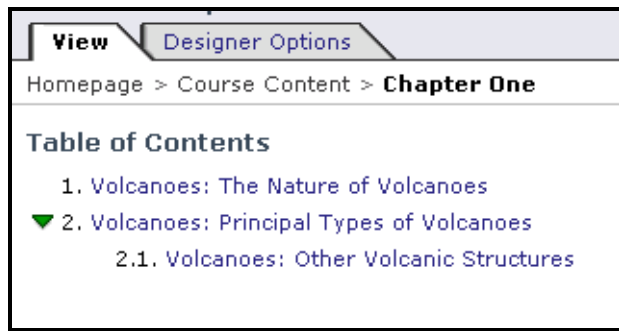 View Designer Options
Homepage > Course Content > Chapter One
Table of Contents
1. Volcanoes: The Nature of Volcanoes
2. Volcanoes: Principal Types of Volcanoes
2.1. Volcanoes: Other Volcanic Structures